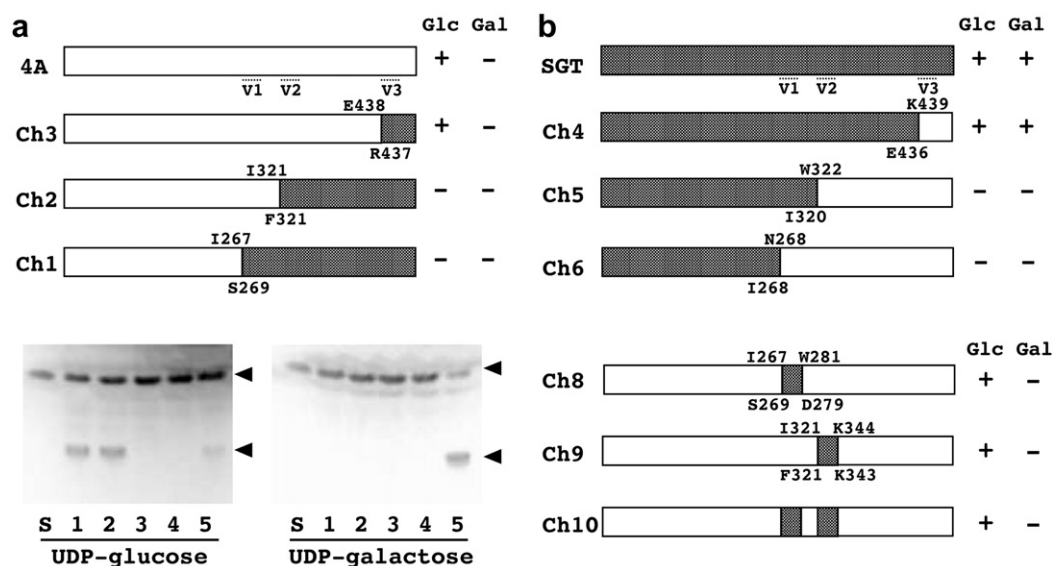 a
Glc Gal
4A + -
V1 V2 V3
E438
Ch3 + -
R437
I321
Ch2 - -
F321
I267
Ch1 - -
S269
S 1 2 3 4 5
UDP-glucose
S 1 2 3 4 5
UDP-galactose
b
Glc Gal
SGT + +
V1 V2 V3
K439
Ch4 + +
E436
W322
Ch5 - -
I320
N268
Ch6 - -
I268
Glc Gal
I267 W281
Ch8 + -
S269 D279
I321 K344
Ch9 + -
F321 K343
Ch10 + -